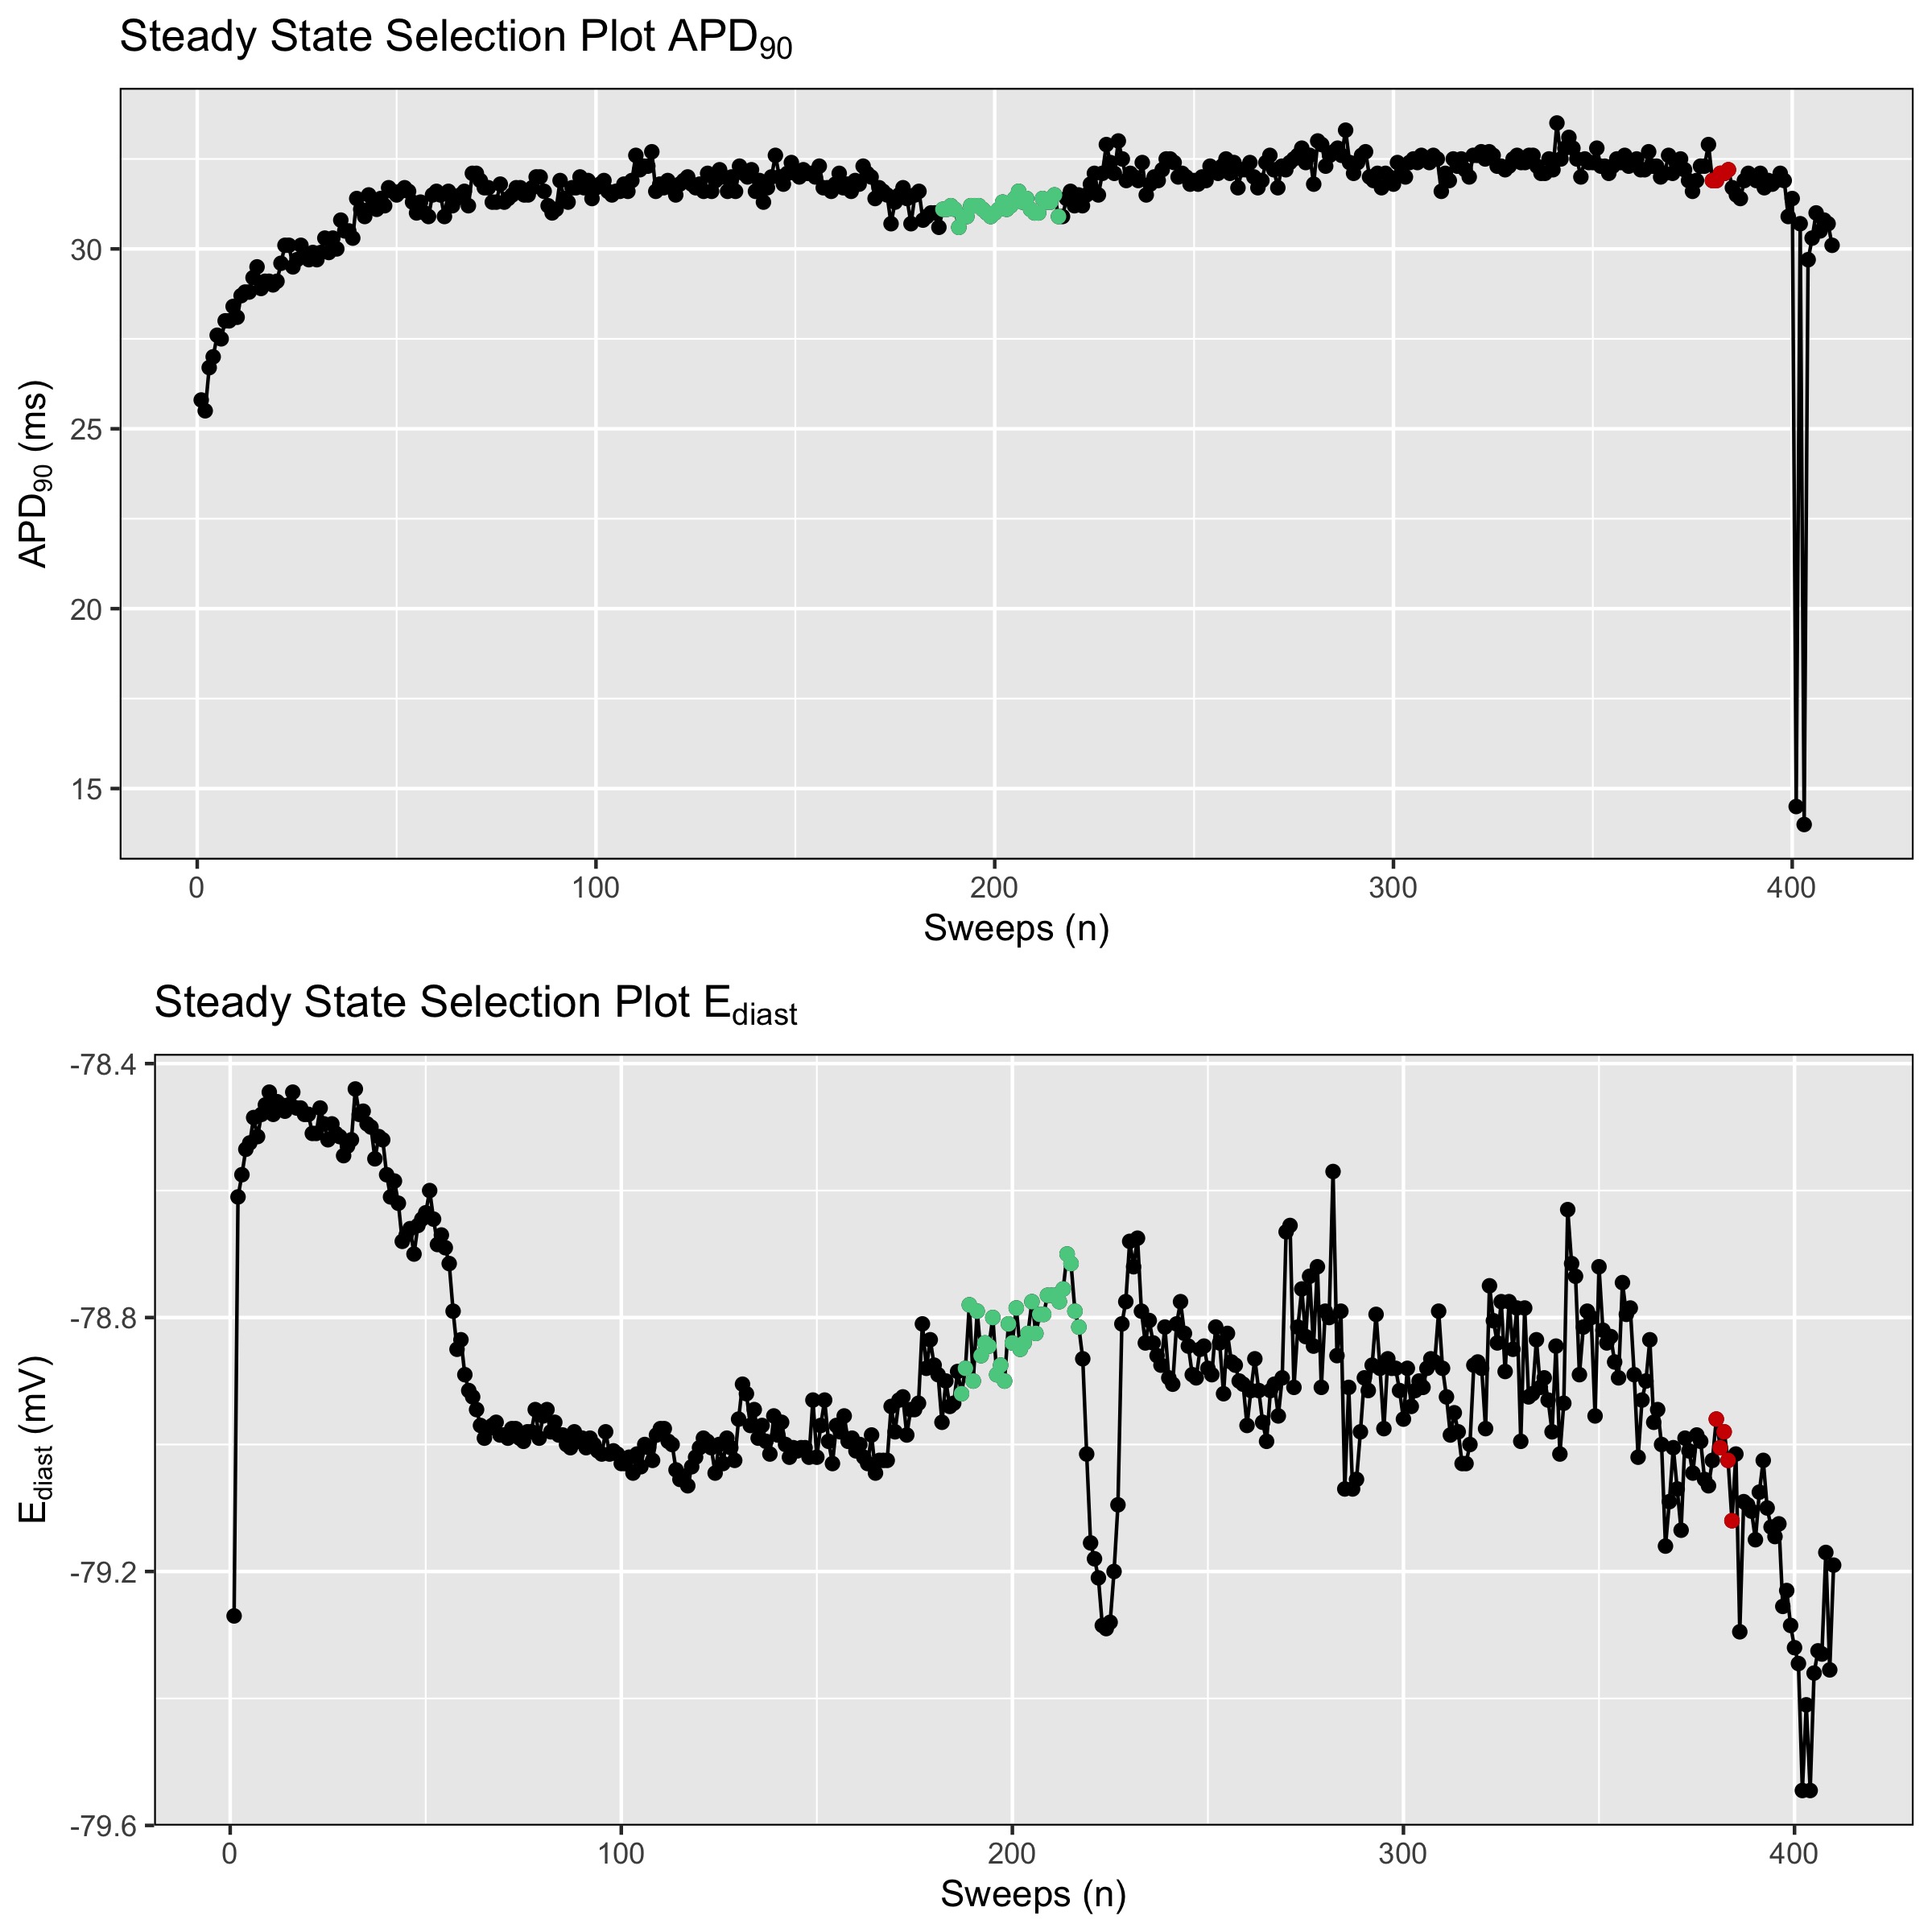 Steady State Selection Plot APD90
APD90 (ms)
30
25
20
15
0 100 200 300 400
Sweeps (n)
Steady State Selection Plot Ediast
Ediast (mV)
-78.4
-78.8
-79.2
-79.6
0 100 200 300 400
Sweeps (n)